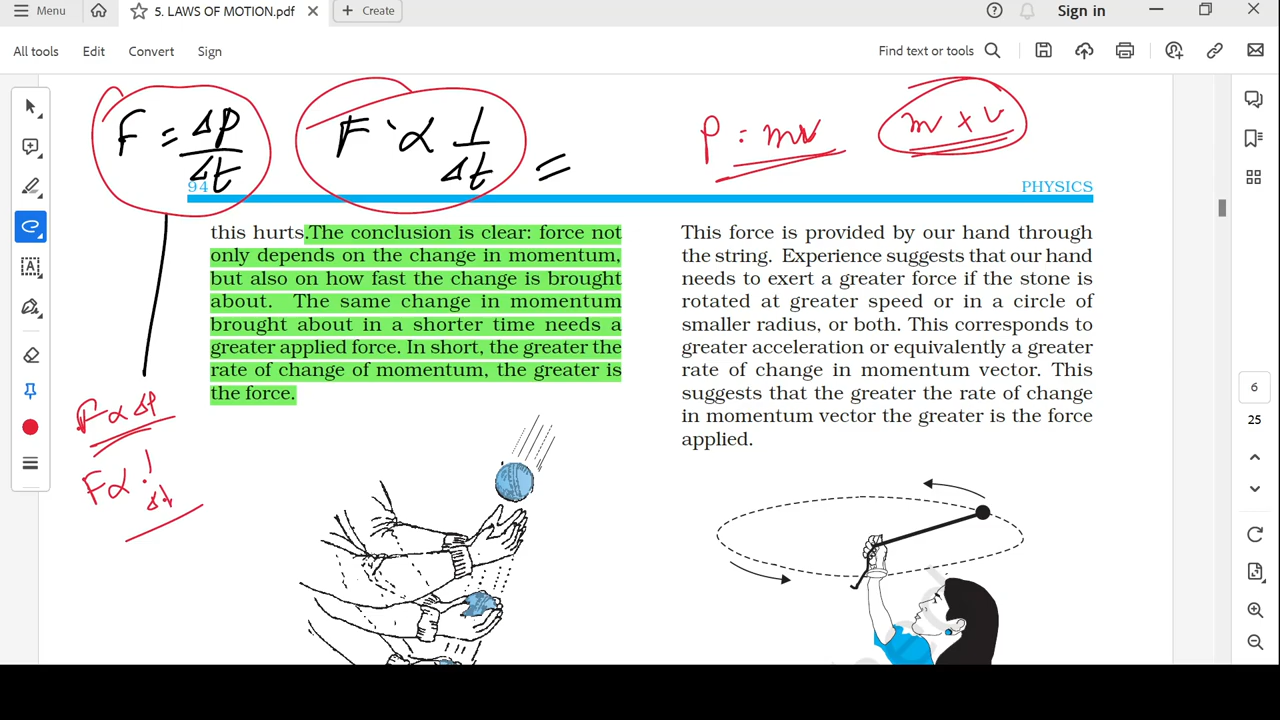 Menu
5. LAWS OF MOTION.pdf
Create
Sign in
All tools
Edit
Convert
Sign
Find text or tools
F = Δp/Δt
F ∝ 1/Δt =
p : mv
m x v
94
PHYSICS
this hurts. The conclusion is clear: force not
only depends on the change in momentum,
but also on how fast the change is brought
about. The same change in momentum
brought about in a shorter time needs a
greater applied force. In short, the greater the
rate of change of momentum, the greater is
the force.
F ∝ Δp
F ∝ 1/Δt
This force is provided by our hand through
the string. Experience suggests that our hand
needs to exert a greater force if the stone is
rotated at greater speed or in a circle of
smaller radius, or both. This corresponds to
greater acceleration or equivalently a greater
rate of change in momentum vector. This
suggests that the greater the rate of change
in momentum vector the greater is the force
applied.
6
25